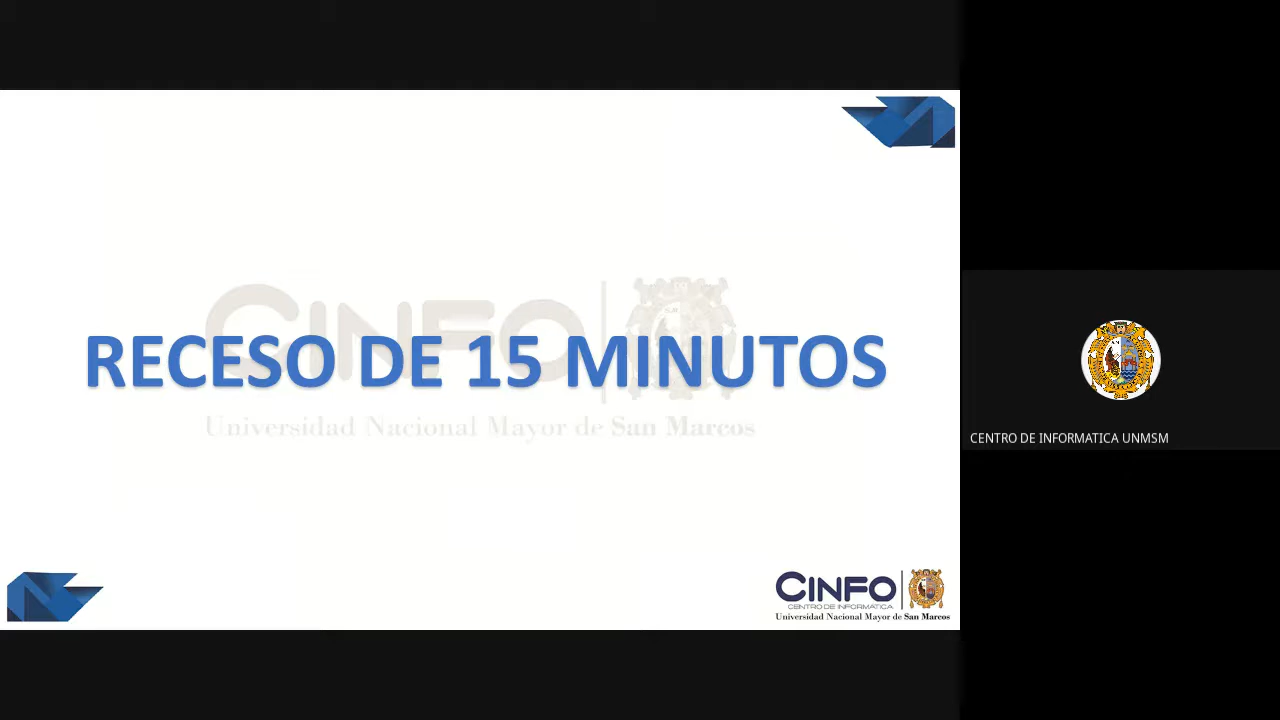 CINFO
RECESO DE 15 MINUTOS
Universidad Nacional Mayor de San Marcos
CENTRO DE INFORMATICA UNMSM
CINFO
CENTRO DE INFORMATICA
Universidad Nacional Mayor de San Marcos